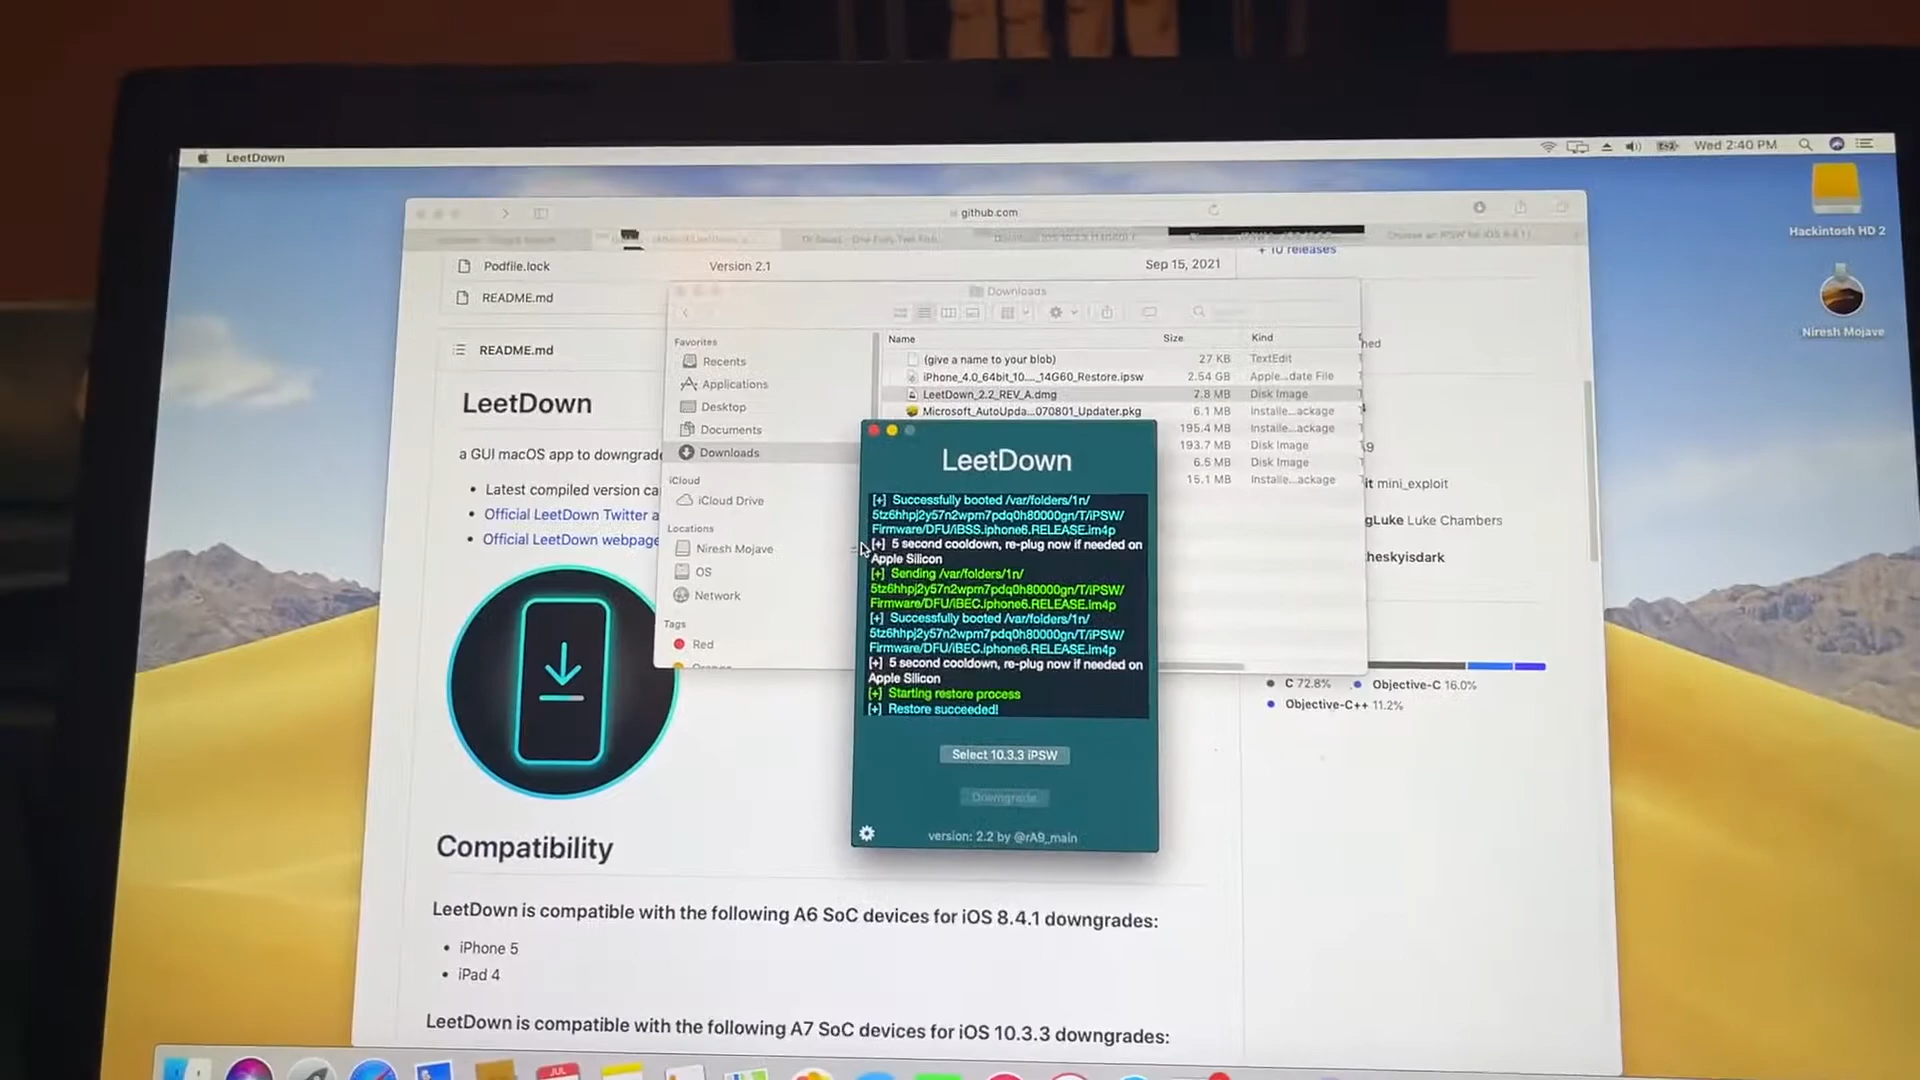 LeetDown
Wed 2:40 PM
github.com
Hackintosh HD 2
Niresh Mojave
Podfile.lock
Version 2.1
Sep 15, 2021
+ 10 releases
README.md
README.md
LeetDown
a GUI macOS app to downgrade
Latest compiled version ca
Official LeetDown Twitter a
Official LeetDown webpage
Downloads
Favorites
Recents
Applications
Desktop
Documents
Downloads
iCloud
iCloud Drive
Locations
Niresh Mojave
OS
Network
Tags
Red
Orange
Name
Size
Kind
(give a name to your blob)
27 KB
TextEdit
iPhone_4.0_64bit_10...._14G60_Restore.ipsw
2.54 GB
Apple...date File
LeetDown_2.2_REV_A.dmg
7.8 MB
Disk Image
Microsoft_AutoUpda...070801_Updater.pkg
6.1 MB
Installe...ackage
195.4 MB
Installe...ackage
193.7 MB
Disk Image
6.5 MB
Disk Image
15.1 MB
Installe...ackage
LeetDown
[+] Successfully booted /var/folders/1n/
5tz6hhpj2y57n2wpm7pdq0h80000gn/T/iPSW/
Firmware/DFU/iBSS.iphone6.RELEASE.im4p
[+] 5 second cooldown, re-plug now if needed on
Apple Silicon
[+] Sending /var/folders/1n/
5tz6hhpj2y57n2wpm7pdq0h80000gn/T/iPSW/
Firmware/DFU/iBEC.iphone6.RELEASE.im4p
[+] Successfully booted /var/folders/1n/
5tz6hhpj2y57n2wpm7pdq0h80000gn/T/iPSW/
Firmware/DFU/iBEC.iphone6.RELEASE.im4p
[+] 5 second cooldown, re-plug now if needed on
Apple Silicon
[+] Starting restore process
[+] Restore succeeded!
Select 10.3.3 iPSW
Downgrade
version: 2.2 by @rA9_main
hed
it mini_exploit
gLuke Luke Chambers
heskyisdark
C 72.8%
Objective-C 16.0%
Objective-C++ 11.2%
Compatibility
LeetDown is compatible with the following A6 SoC devices for iOS 8.4.1 downgrades:
iPhone 5
iPad 4
LeetDown is compatible with the following A7 SoC devices for iOS 10.3.3 downgrades:
JUL